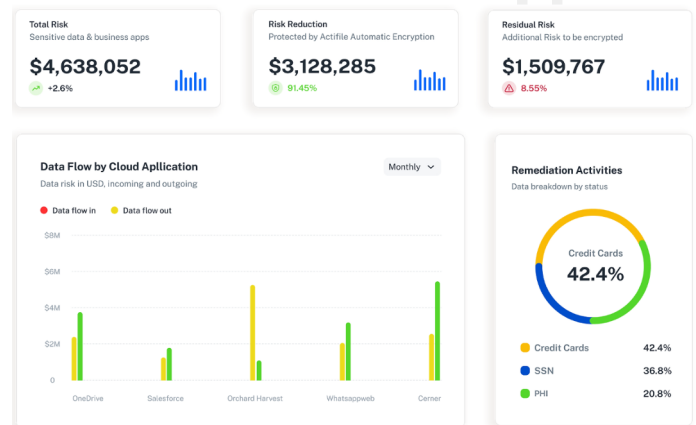 Total Risk
Sensitive data & business apps
$4,638,052
+2.6%
Risk Reduction
Protected by Actifile Automatic Encryption
$3,128,285
91.45%
Residual Risk
Additional Risk to be encrypted
$1,509,767
8.55%
Data Flow by Cloud Apllication
Monthly
Data risk in USD, incoming and outgoing
Data flow in
Data flow out
$8M
$6M
$4M
$2M
0
OneDrive
Salesforce
Orchard Harvest
Whatsappweb
Cerner
Remediation Activities
Data breakdown by status
Credit Cards
42.4%
Credit Cards 42.4%
SSN 36.8%
PHI 20.8%